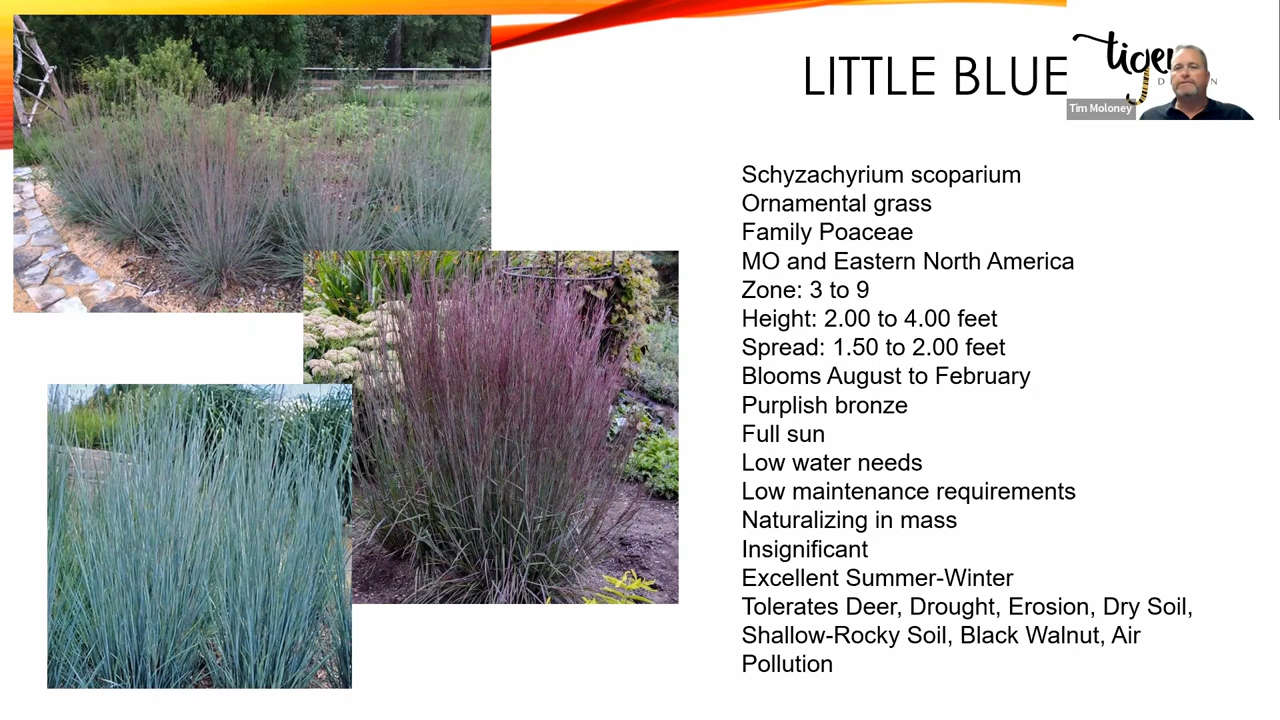 LITTLE BLUE
tiger
Tim Moloney
Schyzachyrium scoparium
Ornamental grass
Family Poaceae
MO and Eastern North America
Zone: 3 to 9
Height: 2.00 to 4.00 feet
Spread: 1.50 to 2.00 feet
Blooms August to February
Purplish bronze
Full sun
Low water needs
Low maintenance requirements
Naturalizing in mass
Insignificant
Excellent Summer-Winter
Tolerates Deer, Drought, Erosion, Dry Soil,
Shallow-Rocky Soil, Black Walnut, Air
Pollution